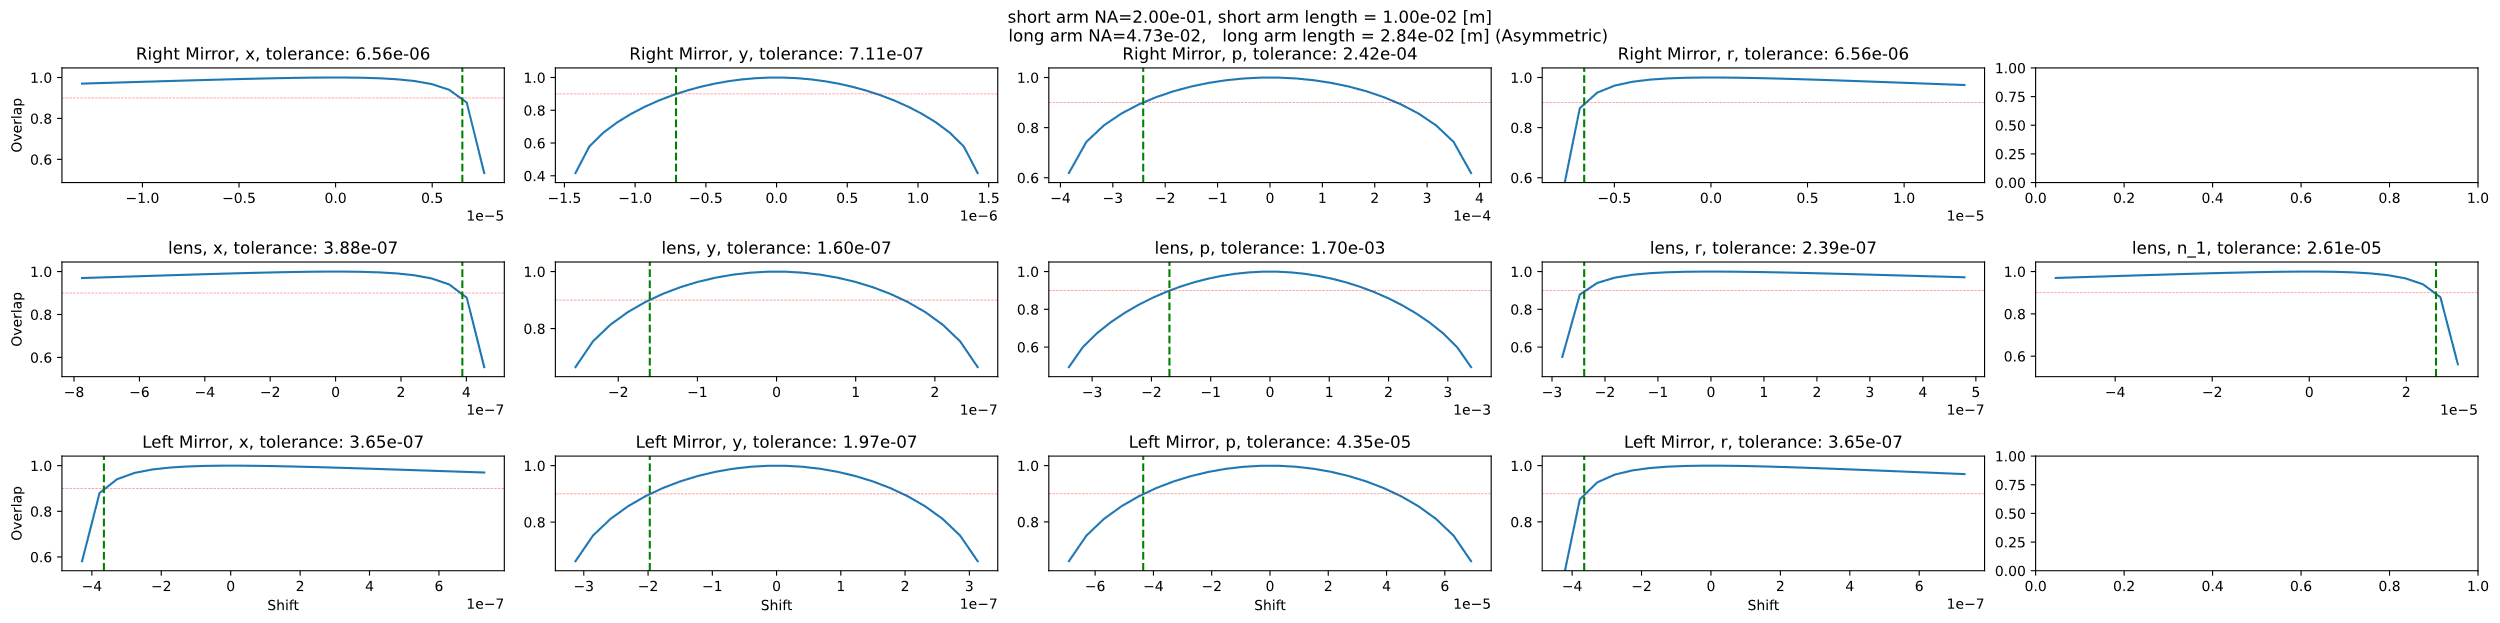 short arm NA=2.00e-01, short arm length = 1.00e-02 [m]
long arm NA=4.73e-02, long arm length = 2.84e-02 [m] (Asymmetric)
Right Mirror, x, tolerance: 6.56e-06
Overlap
1.0
0.8
0.6
−1.0 −0.5 0.0 0.5
1e−5
Right Mirror, y, tolerance: 7.11e-07
1.0
0.8
0.6
0.4
−1.5 −1.0 −0.5 0.0 0.5 1.0 1.5
1e−6
Right Mirror, p, tolerance: 2.42e-04
1.0
0.8
0.6
−4 −3 −2 −1 0 1 2 3 4
1e−4
Right Mirror, r, tolerance: 6.56e-06
1.0
0.8
0.6
−0.5 0.0 0.5 1.0
1e−5
1.00
0.75
0.50
0.25
0.00
0.0 0.2 0.4 0.6 0.8 1.0
lens, x, tolerance: 3.88e-07
Overlap
1.0
0.8
0.6
−8 −6 −4 −2 0 2 4
1e−7
lens, y, tolerance: 1.60e-07
1.0
0.8
−2 −1 0 1 2
1e−7
lens, p, tolerance: 1.70e-03
1.0
0.8
0.6
−3 −2 −1 0 1 2 3
1e−3
lens, r, tolerance: 2.39e-07
1.0
0.8
0.6
−3 −2 −1 0 1 2 3 4 5
1e−7
lens, n_1, tolerance: 2.61e-05
1.0
0.8
0.6
−4 −2 0 2
1e−5
Left Mirror, x, tolerance: 3.65e-07
Overlap
1.0
0.8
0.6
−4 −2 0 2 4 6
Shift
1e−7
Left Mirror, y, tolerance: 1.97e-07
1.0
0.8
−3 −2 −1 0 1 2 3
Shift
1e−7
Left Mirror, p, tolerance: 4.35e-05
1.0
0.8
−6 −4 −2 0 2 4 6
Shift
1e−5
Left Mirror, r, tolerance: 3.65e-07
1.0
0.8
−4 −2 0 2 4 6
Shift
1e−7
1.00
0.75
0.50
0.25
0.00
0.0 0.2 0.4 0.6 0.8 1.0